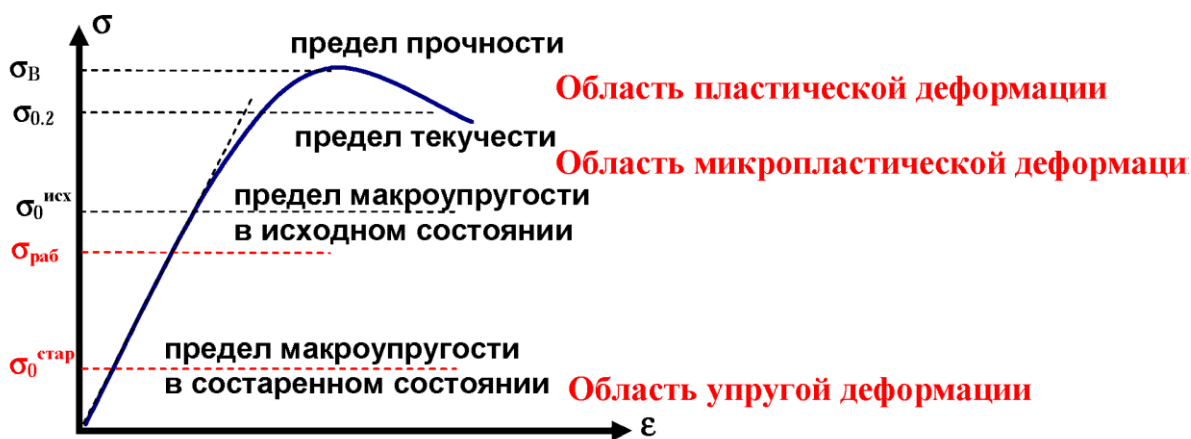 σ
предел прочности
σВ
Область пластической деформации
σ0.2
предел текучести
Область микропластической деформаци
предел макроупругости
σ0исх
в исходном состоянии
σраб
предел макроупругости
σ0стар
в состаренном состоянии
Область упругой деформации
ε